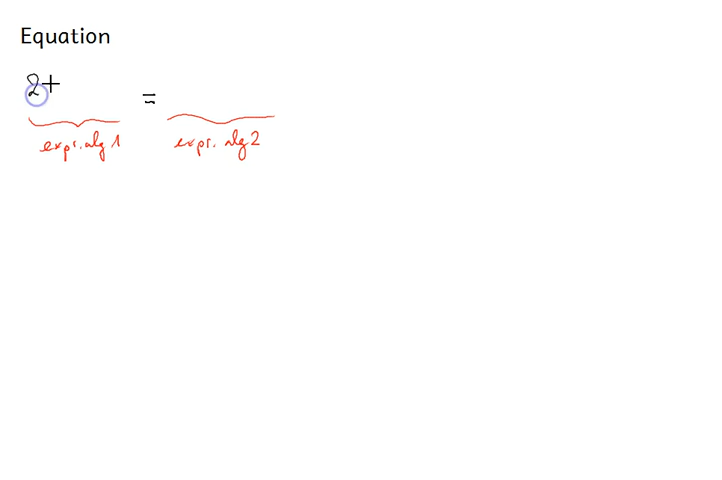 Equation
2+ =
expr. alg 1 expr. alg 2